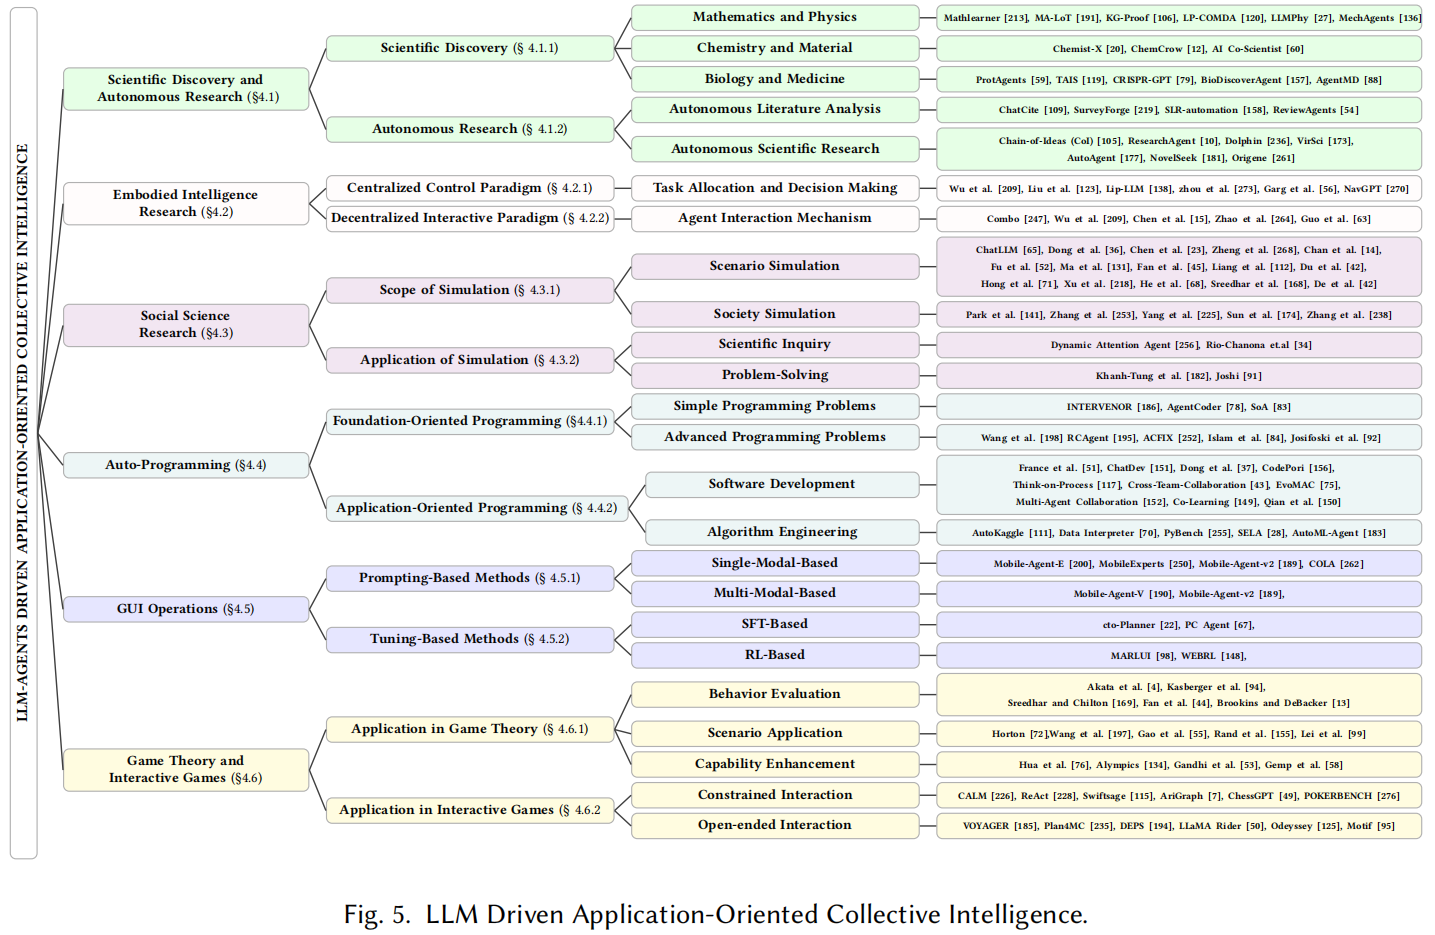 LLM-AGENTS DRIVEN APPLICATION-ORIENTED COLLECTIVE INTELLIGENCE
Scientific Discovery and
Autonomous Research (§4.1)
Scientific Discovery (§ 4.1.1)
Mathematics and Physics
Mathlearner [213], MA-LoT [191], KG-Proof [106], LP-COMDA [120], LLMPhy [27], MechAgents [136]
Chemistry and Material
Chemist-X [20], ChemCrow [12], AI Co-Scientist [60]
Biology and Medicine
ProtAgents [59], TAIS [119], CRISPR-GPT [79], BioDiscoverAgent [157], AgentMD [88]
Autonomous Research (§ 4.1.2)
Autonomous Literature Analysis
ChatCite [109], SurveyForge [219], SLR-automation [158], ReviewAgents [54]
Autonomous Scientific Research
Chain-of-Ideas (CoI) [105], ResearchAgent [10], Dolphin [236], VirSci [173],
AutoAgent [177], NovelSeek [181], Origene [261]
Embodied Intelligence
Research (§4.2)
Centralized Control Paradigm (§ 4.2.1)
Task Allocation and Decision Making
Wu et al. [209], Liu et al. [123], Lip-LLM [138], zhou et al. [273], Garg et al. [56], NavGPT [270]
Decentralized Interactive Paradigm (§ 4.2.2)
Agent Interaction Mechanism
Combo [247], Wu et al. [209], Chen et al. [15], Zhao et al. [264], Guo et al. [63]
Social Science
Research (§4.3)
Scope of Simulation (§ 4.3.1)
Scenario Simulation
ChatLLM [65], Dong et al. [36], Chen et al. [23], Zheng et al. [268], Chan et al. [14],
Fu et al. [52], Ma et al. [131], Fan et al. [45], Liang et al. [112], Du et al. [42],
Hong et al. [71], Xu et al. [218], He et al. [68], Sreedhar et al. [168], De et al. [42]
Society Simulation
Park et al. [141], Zhang et al. [253], Yang et al. [225], Sun et al. [174], Zhang et al. [238]
Application of Simulation (§ 4.3.2)
Scientific Inquiry
Dynamic Attention Agent [256], Rio-Chanona et.al [34]
Problem-Solving
Khanh-Tung et al. [182], Joshi [91]
Auto-Programming (§4.4)
Foundation-Oriented Programming (§4.4.1)
Simple Programming Problems
INTERVENOR [186], AgentCoder [78], SoA [83]
Advanced Programming Problems
Wang et al. [198] RCAgent [195], ACFIX [252], Islam et al. [84], Josifoski et al. [92]
Application-Oriented Programming (§ 4.4.2)
Software Development
France et al. [51], ChatDev [151], Dong et al. [37], CodePori [156],
Think-on-Process [117], Cross-Team-Collaboration [43], EvoMAC [75],
Multi-Agent Collaboration [152], Co-Learning [149], Qian et al. [150]
Algorithm Engineering
AutoKaggle [111], Data Interpreter [70], PyBench [255], SELA [28], AutoML-Agent [183]
GUI Operations (§4.5)
Prompting-Based Methods (§ 4.5.1)
Single-Modal-Based
Mobile-Agent-E [200], MobileExperts [250], Mobile-Agent-v2 [189], COLA [262]
Multi-Modal-Based
Mobile-Agent-V [190], Mobile-Agent-v2 [189],
Tuning-Based Methods (§ 4.5.2)
SFT-Based
cto-Planner [22], PC Agent [67],
RL-Based
MARLUI [98], WEBRL [148],
Game Theory and
Interactive Games (§4.6)
Application in Game Theory (§ 4.6.1)
Behavior Evaluation
Akata et al. [4], Kasberger et al. [94],
Sreedhar and Chilton [169], Fan et al. [44], Brookins and DeBacker [13]
Scenario Application
Horton [72],Wang et al. [197], Gao et al. [55], Rand et al. [155], Lei et al. [99]
Capability Enhancement
Hua et al. [76], Alympics [134], Gandhi et al. [53], Gemp et al. [58]
Application in Interactive Games (§ 4.6.2
Constrained Interaction
CALM [226], ReAct [228], Swiftsage [115], AriGraph [7], ChessGPT [49], POKERBENCH [276]
Open-ended Interaction
VOYAGER [185], Plan4MC [235], DEPS [194], LLaMA Rider [50], Odeyssey [125], Motif [95]
Fig. 5. LLM Driven Application-Oriented Collective Intelligence.